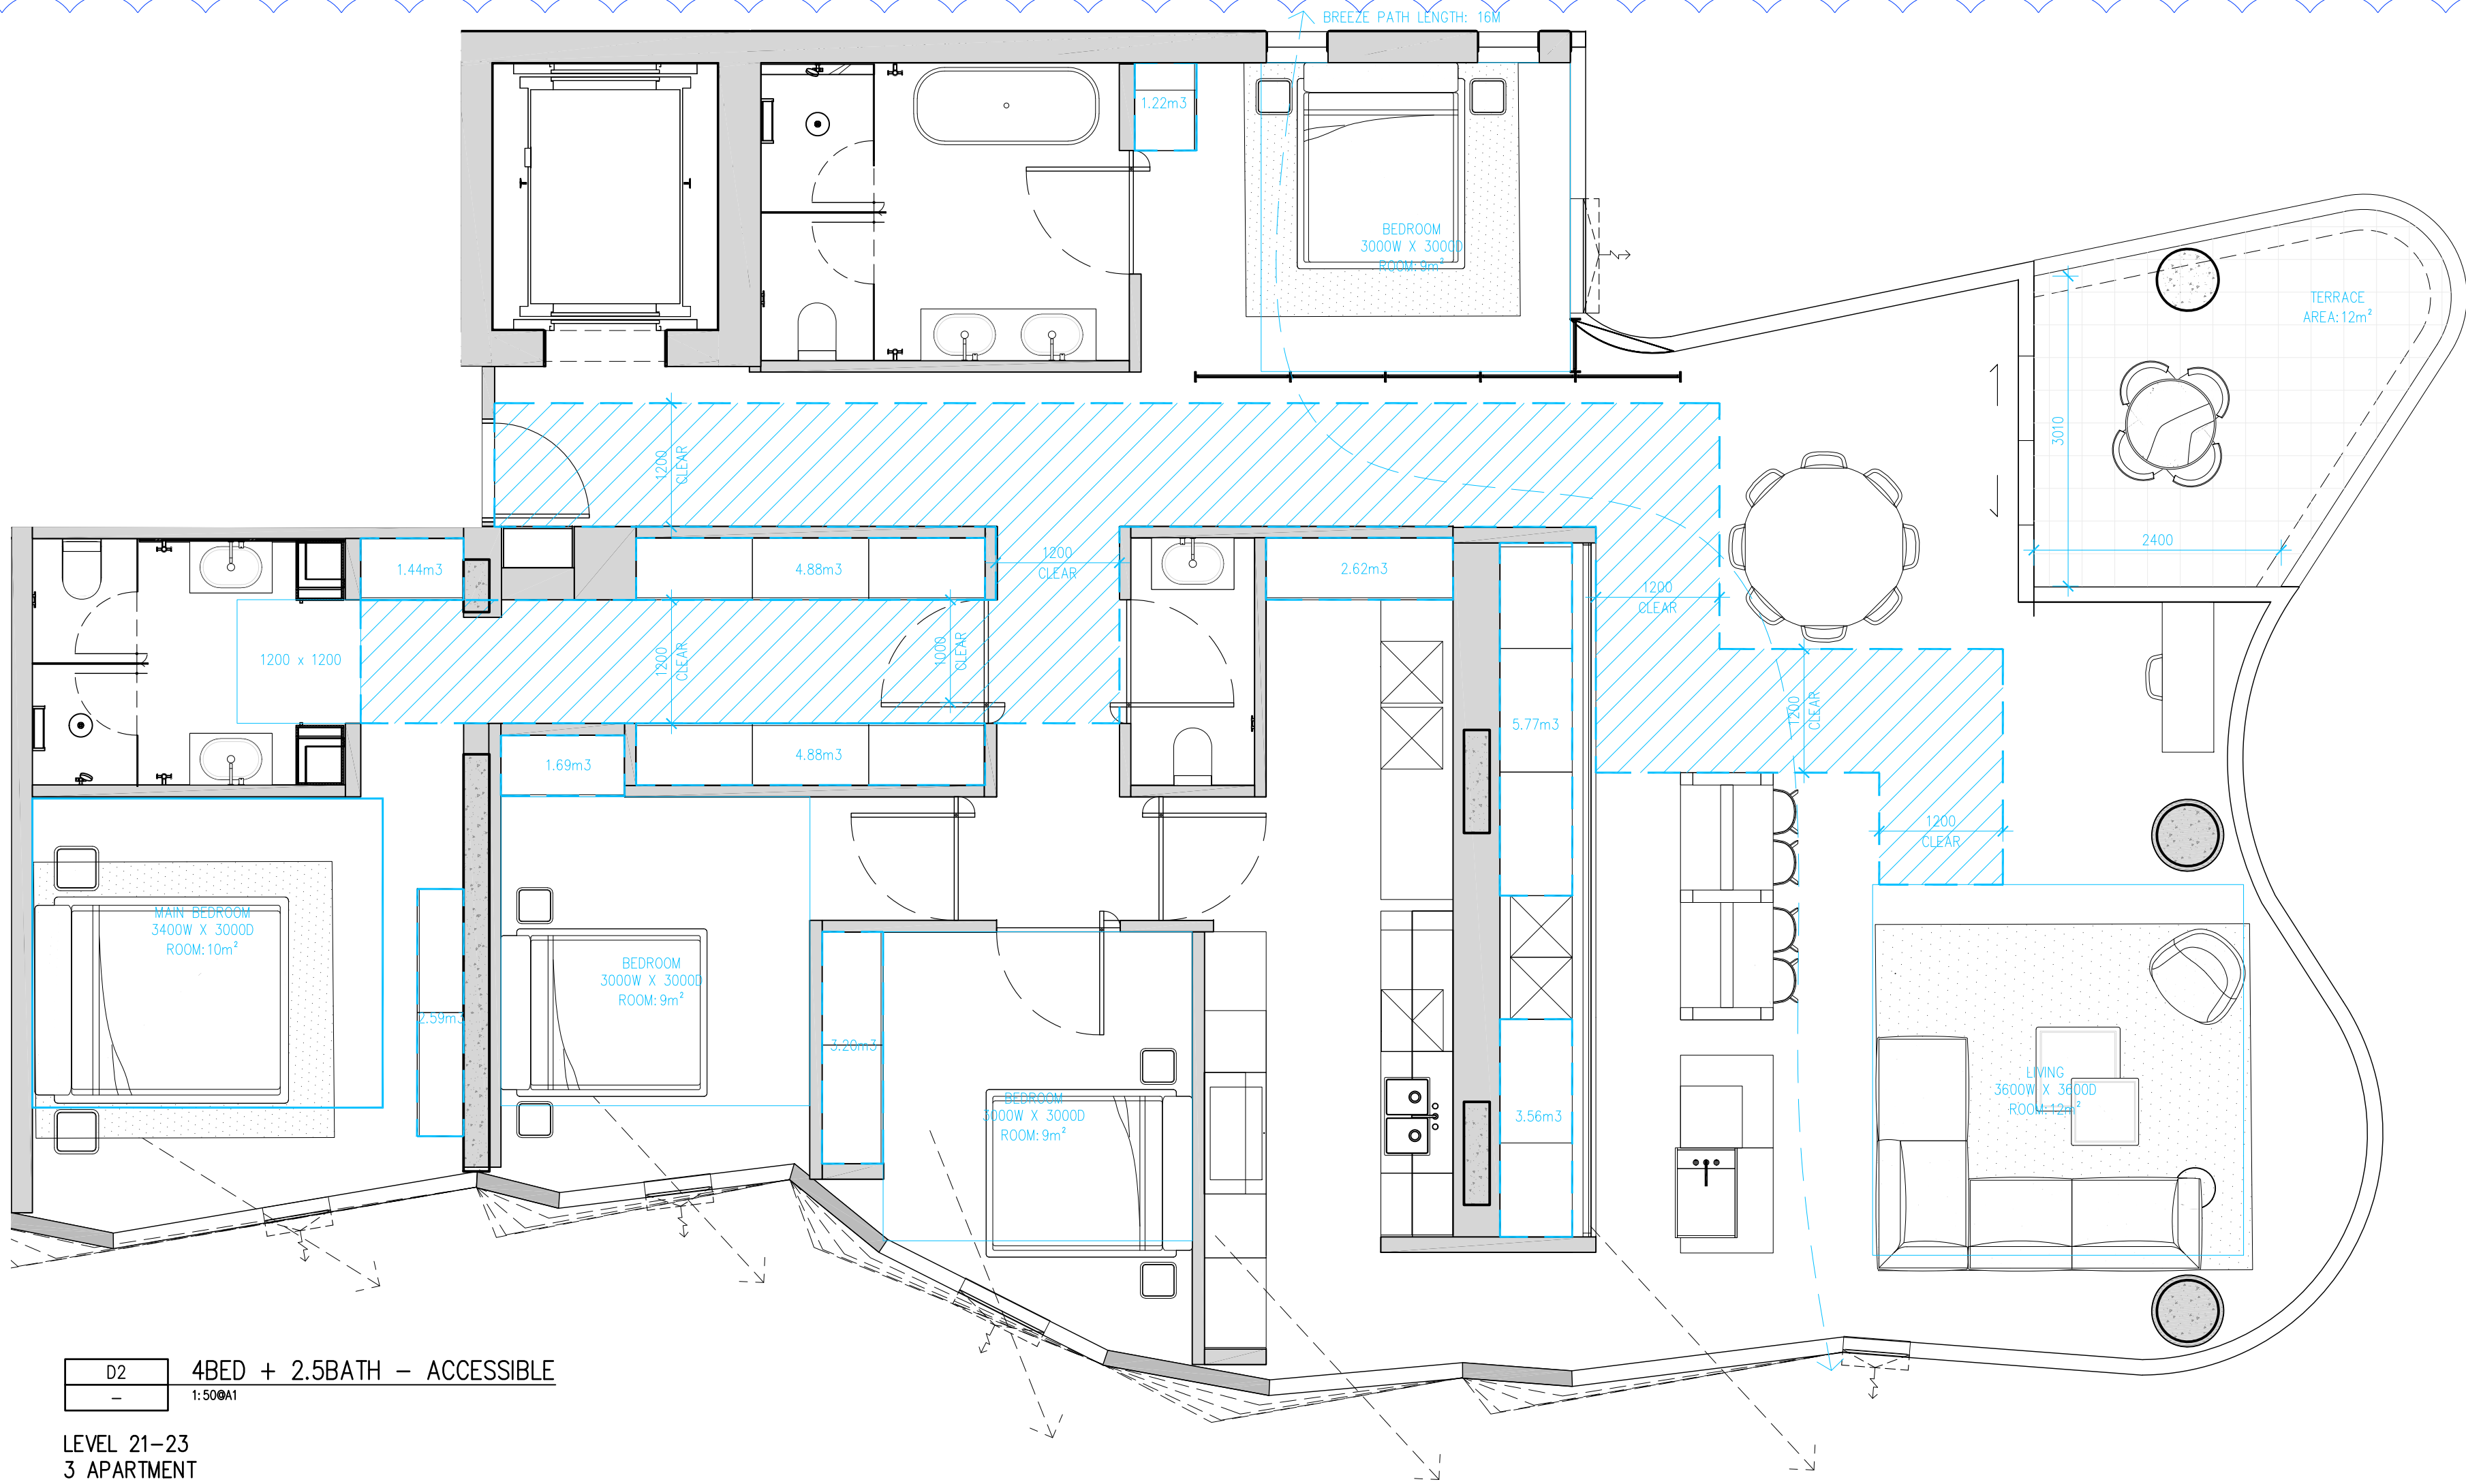 BREEZE PATH LENGTH: 16M
1.22m3
BEDROOM
3000W X 3000D
ROOM: 9m²
TERRACE
AREA: 12m²
3010
2400
1200
CLEAR
1.44m3
4.88m3
1200
CLEAR
2.62m3
1200
CLEAR
1200 x 1200
1200
CLEAR
1000
CLEAR
5.77m3
1200
CLEAR
1.69m3
4.88m3
1200
CLEAR
MAIN BEDROOM
3400W X 3000D
ROOM: 10m²
2.59m3
BEDROOM
3000W X 3000D
ROOM: 9m²
3.20m3
BEDROOM
3000W X 3000D
ROOM: 9m²
3.56m3
LIVING
3600W X 3600D
ROOM: 12m²
D2
4BED + 2.5BATH - ACCESSIBLE
-
1:50@A1
LEVEL 21-23
3 APARTMENT